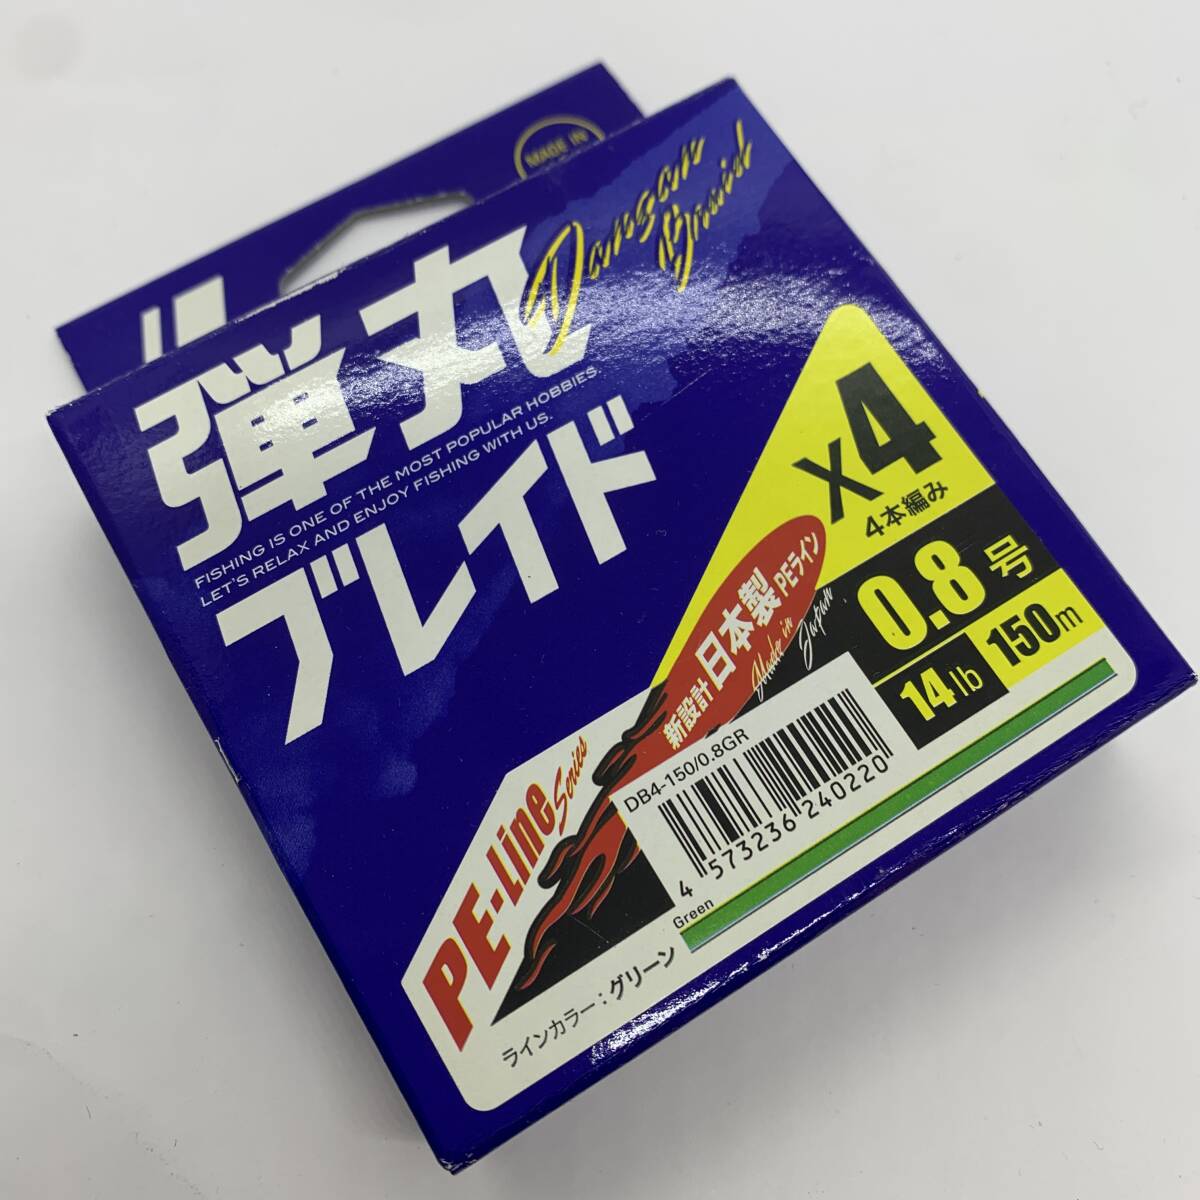 MADE IN
Dangan
Braid
弾丸
FISHING IS ONE OF THE MOST POPULAR HOBBIES.
LET'S RELAX AND ENJOY FISHING WITH US.
ブレイド
X4
4本編み
0.8号
14lb
150m
新設計 日本製 PEライン
Made in Japan
PE-Line Series
DB4-150/0.8GR
4 573236 240220
Green
ラインカラー：グリーン